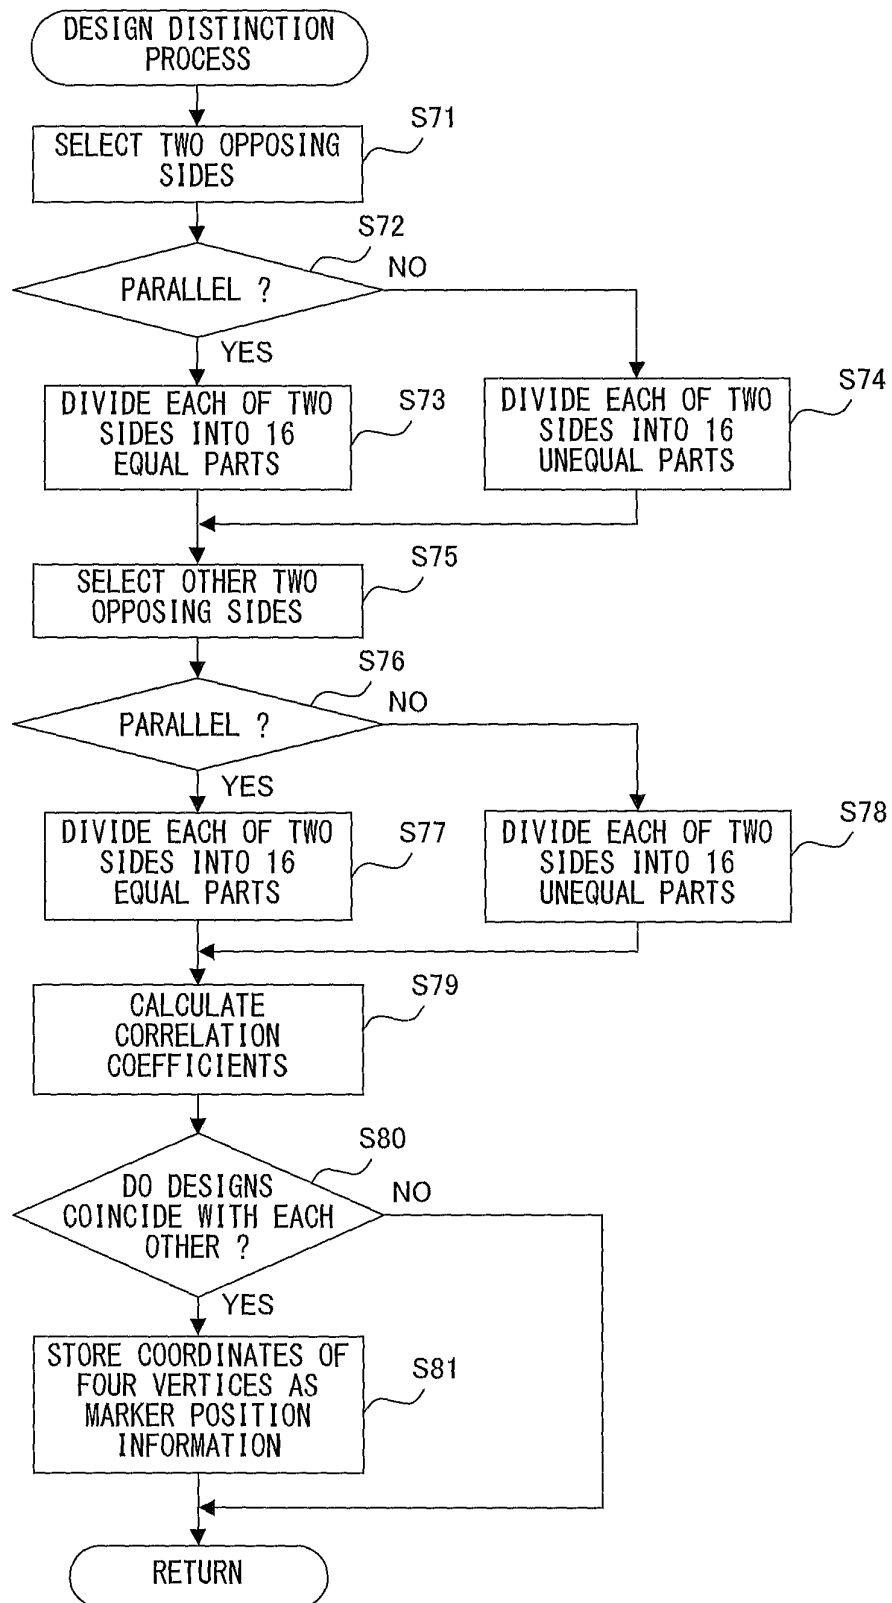 DESIGN DISTINCTION
PROCESS
S71
SELECT TWO OPPOSING
SIDES
S72
PARALLEL ?
NO
YES
S73
DIVIDE EACH OF TWO
SIDES INTO 16
EQUAL PARTS
S74
DIVIDE EACH OF TWO
SIDES INTO 16
UNEQUAL PARTS
S75
SELECT OTHER TWO
OPPOSING SIDES
S76
PARALLEL ?
NO
YES
S77
DIVIDE EACH OF TWO
SIDES INTO 16
EQUAL PARTS
S78
DIVIDE EACH OF TWO
SIDES INTO 16
UNEQUAL PARTS
S79
CALCULATE
CORRELATION
COEFFICIENTS
S80
DO DESIGNS
COINCIDE WITH EACH
OTHER ?
NO
YES
S81
STORE COORDINATES OF
FOUR VERTICES AS
MARKER POSITION
INFORMATION
RETURN